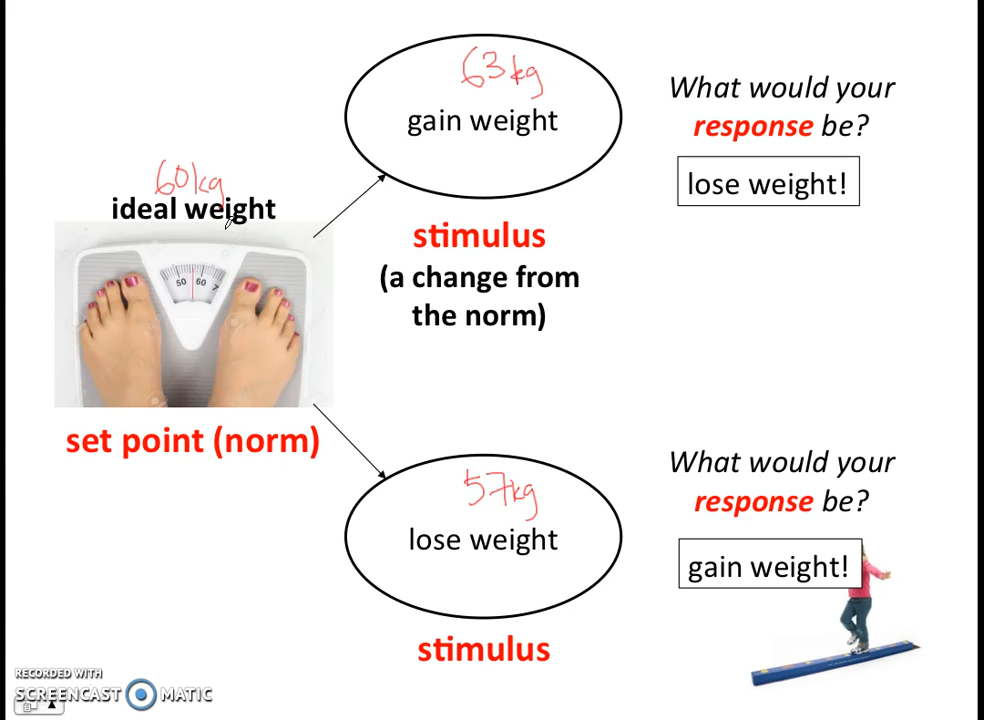 63kg
gain weight
What would your
response be?
lose weight!
60kg
ideal weight
50 60 7
set point (norm)
stimulus
(a change from
the norm)
57kg
lose weight
What would your
response be?
gain weight!
stimulus
RECORDED WITH
SCREENCAST MATIC